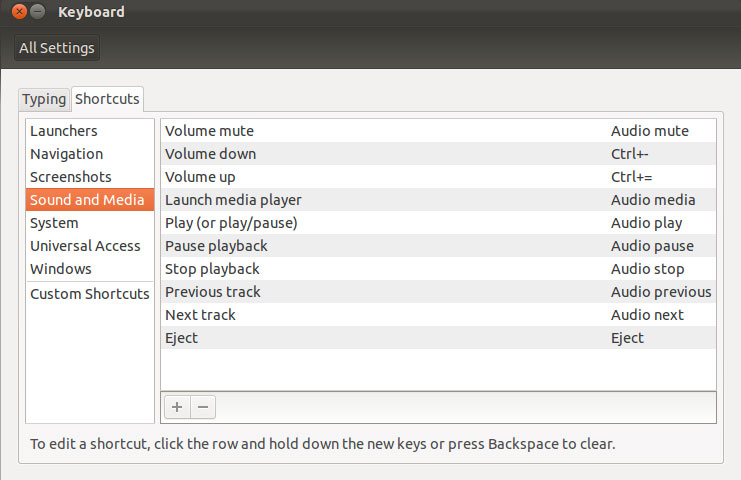 Keyboard
All Settings
Typing Shortcuts
Launchers
Navigation
Screenshots
Sound and Media
System
Universal Access
Windows
Custom Shortcuts
Volume mute Audio mute
Volume down Ctrl+-
Volume up Ctrl+=
Launch media player Audio media
Play (or play/pause) Audio play
Pause playback Audio pause
Stop playback Audio stop
Previous track Audio previous
Next track Audio next
Eject Eject
To edit a shortcut, click the row and hold down the new keys or press Backspace to clear.